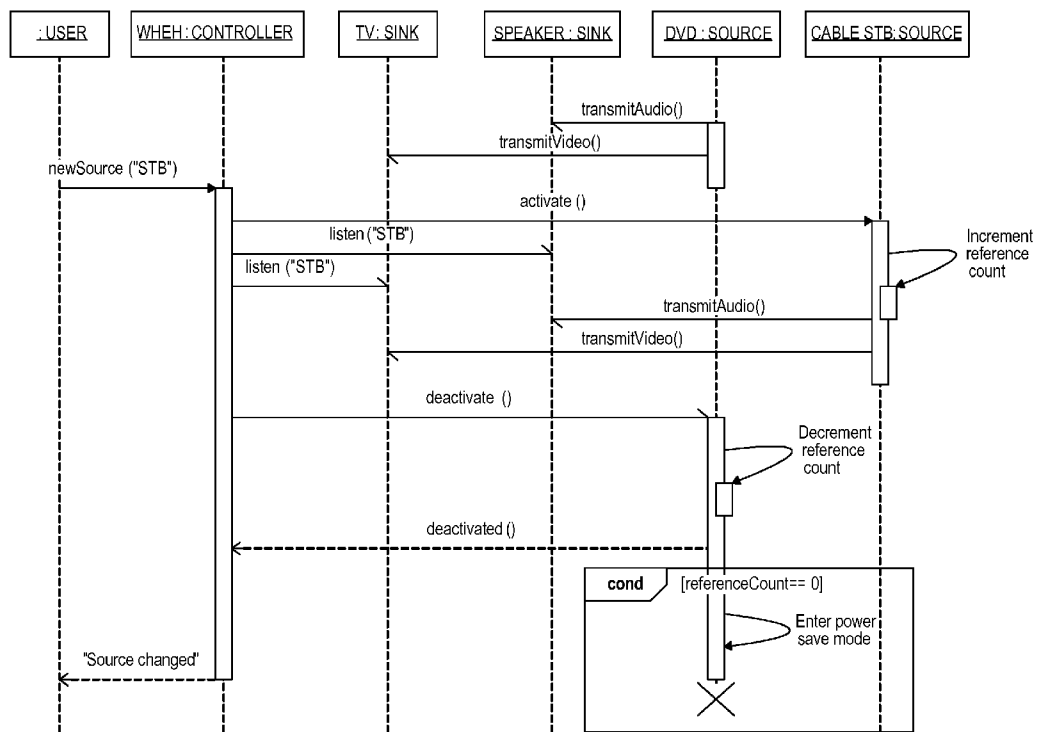 : USER
WHEH : CONTROLLER
TV: SINK
SPEAKER : SINK
DVD : SOURCE
CABLE STB: SOURCE
transmitAudio()
transmitVideo()
newSource ("STB")
activate ()
listen ("STB")
Increment
reference
count
listen ("STB")
transmitAudio()
transmitVideo()
deactivate ()
Decrement
reference
count
deactivated ()
cond
[referenceCount== 0]
Enter power
save mode
"Source changed"